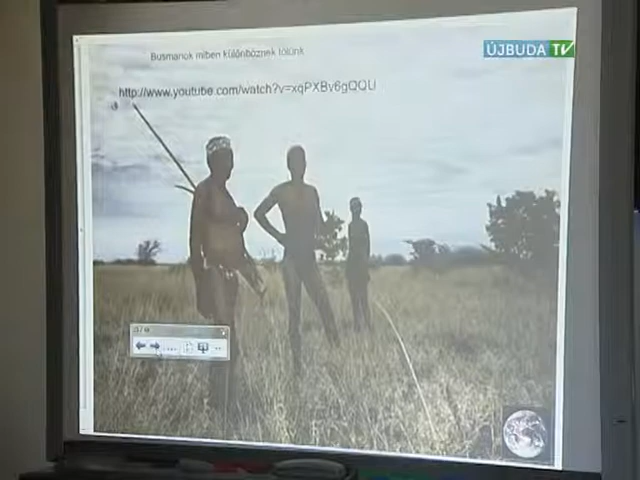 ÚJBUDA TV
Busmanok miben különböznek tőlünk
http://www.youtube.com/watch?v=xqPXBv6gQQU